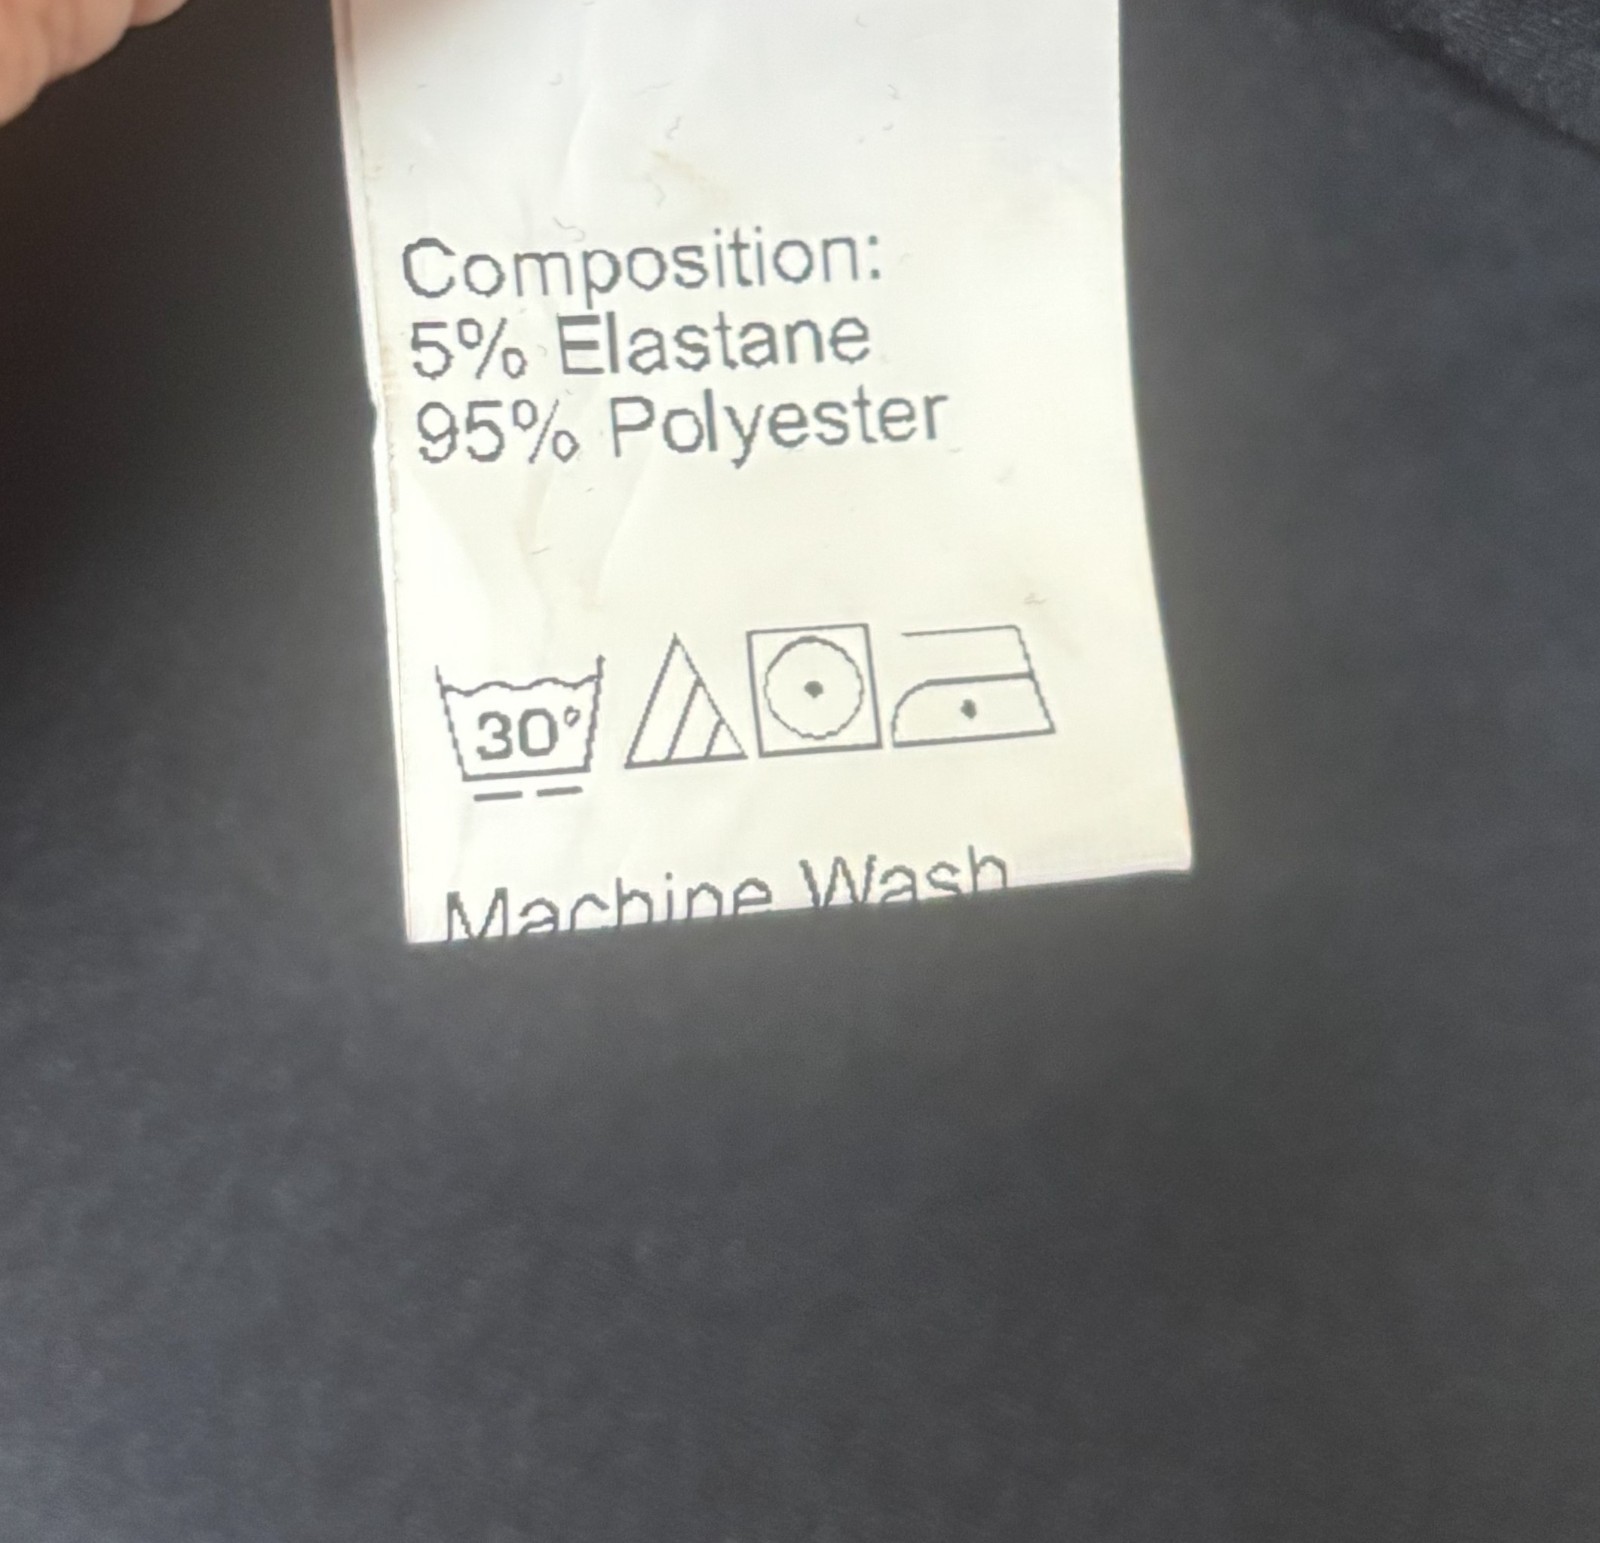 Composition:
5% Elastane
95% Polyester
30°
Machine Wash